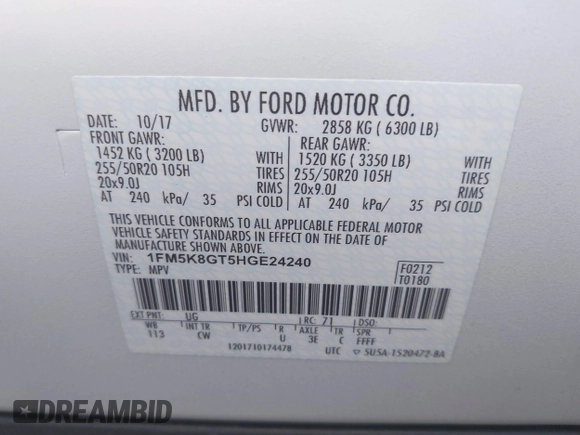 MFD. BY FORD MOTOR CO.
DATE: 10/17 GVWR: 2858 KG ( 6300 LB)
FRONT GAWR: REAR GAWR:
1452 KG ( 3200 LB) WITH 1520 KG ( 3350 LB) WITH
255/50R20 105H TIRES 255/50R20 105H TIRES
20x9.0J RIMS 20x9.0J RIMS
AT 240 kPa/ 35 PSI COLD AT 240 kPa/ 35 PSI COLD
THIS VEHICLE CONFORMS TO ALL APPLICABLE FEDERAL MOTOR
VEHICLE SAFETY STANDARDS IN EFFECT ON THE DATE OF
MANUFACTURE SHOWN ABOVE.
VIN: 1FM5K8GT5HGE24240 F0212
TYPE: MPV T0180
EXT PNT: UG RC: 71 DSO:
WB INT TR TP/PS R AXLE TR SPR
113 CW U 3E C FFFF
1201710174478 UTC ▽ 5U5A-1520472-BA
DREAMBID
.COM